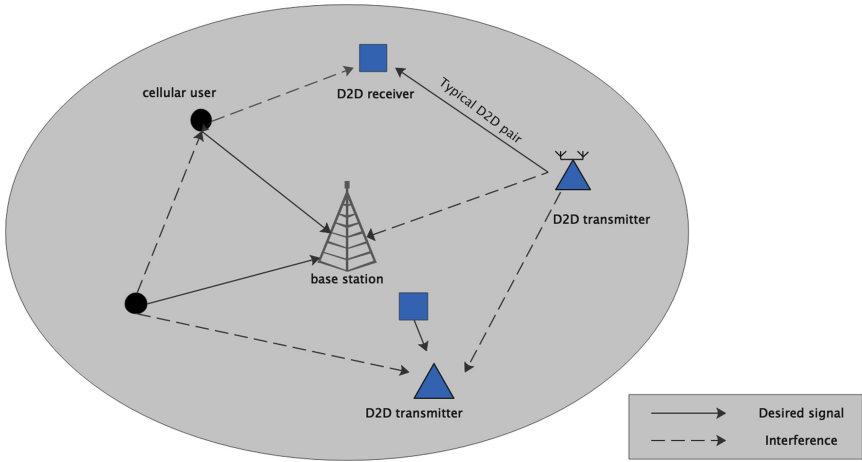 cellular user
D2D receiver
Typical D2D pair
D2D transmitter
base station
D2D transmitter
Desired signal
Interference